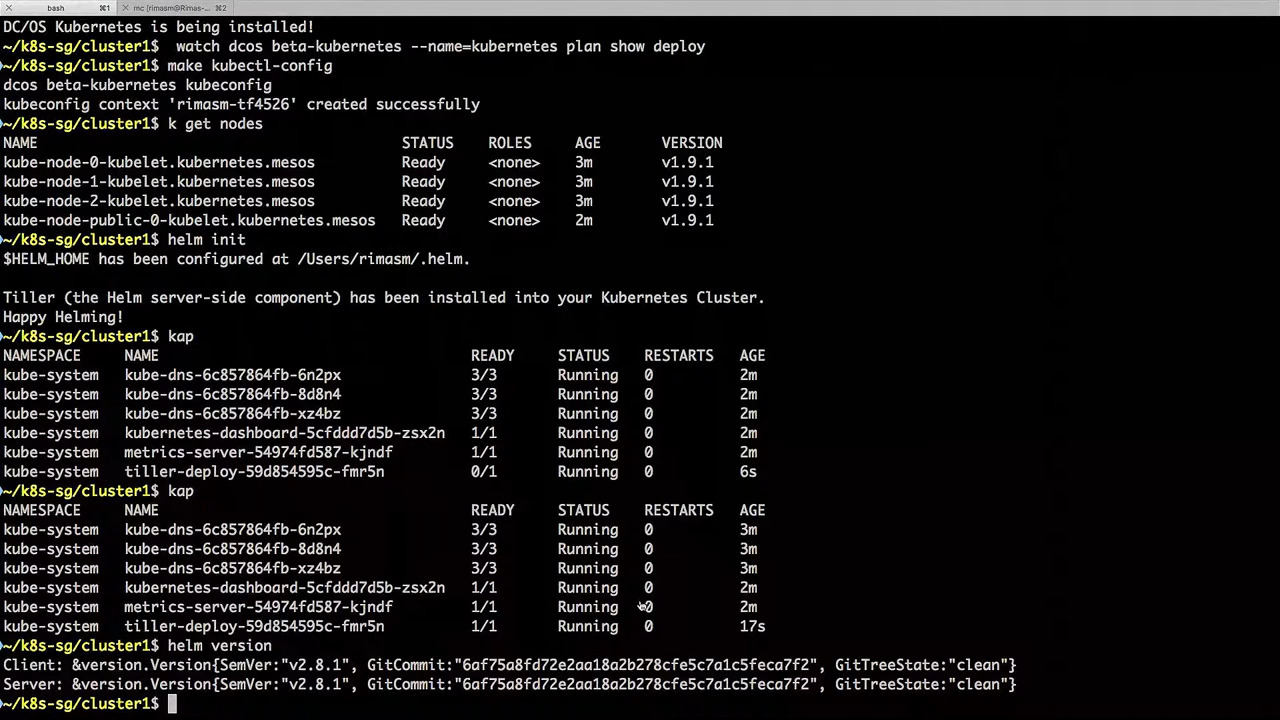 bash ⌘1 mc [rimasm@Rimas-... ⌘2
DC/OS Kubernetes is being installed!
~/k8s-sg/cluster1$  watch dcos beta-kubernetes --name=kubernetes plan show deploy
~/k8s-sg/cluster1$ make kubectl-config
dcos beta-kubernetes kubeconfig
kubeconfig context 'rimasm-tf4526' created successfully
~/k8s-sg/cluster1$ k get nodes
NAME STATUS ROLES AGE VERSION
kube-node-0-kubelet.kubernetes.mesos Ready <none> 3m v1.9.1
kube-node-1-kubelet.kubernetes.mesos Ready <none> 3m v1.9.1
kube-node-2-kubelet.kubernetes.mesos Ready <none> 3m v1.9.1
kube-node-public-0-kubelet.kubernetes.mesos Ready <none> 2m v1.9.1
~/k8s-sg/cluster1$ helm init
$HELM_HOME has been configured at /Users/rimasm/.helm.
Tiller (the Helm server-side component) has been installed into your Kubernetes Cluster.
Happy Helming!
~/k8s-sg/cluster1$ kap
NAMESPACE NAME READY STATUS RESTARTS AGE
kube-system kube-dns-6c857864fb-6n2px 3/3 Running 0 2m
kube-system kube-dns-6c857864fb-8d8n4 3/3 Running 0 2m
kube-system kube-dns-6c857864fb-xz4bz 3/3 Running 0 2m
kube-system kubernetes-dashboard-5cfddd7d5b-zsx2n 1/1 Running 0 2m
kube-system metrics-server-54974fd587-kjndf 1/1 Running 0 2m
kube-system tiller-deploy-59d854595c-fmr5n 0/1 Running 0 6s
~/k8s-sg/cluster1$ kap
NAMESPACE NAME READY STATUS RESTARTS AGE
kube-system kube-dns-6c857864fb-6n2px 3/3 Running 0 3m
kube-system kube-dns-6c857864fb-8d8n4 3/3 Running 0 3m
kube-system kube-dns-6c857864fb-xz4bz 3/3 Running 0 3m
kube-system kubernetes-dashboard-5cfddd7d5b-zsx2n 1/1 Running 0 2m
kube-system metrics-server-54974fd587-kjndf 1/1 Running 0 2m
kube-system tiller-deploy-59d854595c-fmr5n 1/1 Running 0 17s
~/k8s-sg/cluster1$ helm version
Client: &version.Version{SemVer:"v2.8.1", GitCommit:"6af75a8fd72e2aa18a2b278cfe5c7a1c5feca7f2", GitTreeState:"clean"}
Server: &version.Version{SemVer:"v2.8.1", GitCommit:"6af75a8fd72e2aa18a2b278cfe5c7a1c5feca7f2", GitTreeState:"clean"}
~/k8s-sg/cluster1$